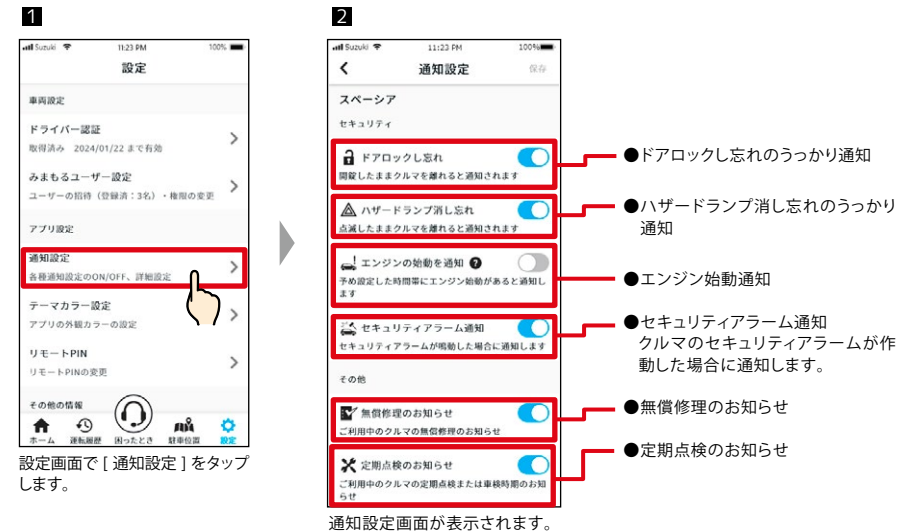 1
Suzuki 11:23 PM 100%
設定
車両設定
ドライバー認証
取得済み 2024/01/22 まで有効
みまもるユーザー設定
ユーザーの招待（登録済：3名）・権限の変更
アプリ設定
通知設定
各種通知設定のON/OFF、詳細設定
テーマカラー設定
アプリの外観カラーの設定
リモートPIN
リモートPINの変更
その他の情報
ホーム 運転履歴 困ったとき 駐車位置 設定
設定画面で [ 通知設定 ] をタップ
します。
2
Suzuki 11:23 PM 100%
通知設定 保存
スペーシア
セキュリティ
ドアロックし忘れ
開錠したままクルマを離れると通知されます
ハザードランプ消し忘れ
点滅したままクルマを離れると通知されます
エンジンの始動を通知 ?
予め設定した時間帯にエンジン始動があると通知し
ます
セキュリティアラーム通知
セキュリティアラームが鳴動した場合に通知します
その他
無償修理のお知らせ
ご利用中のクルマの無償修理のお知らせ
定期点検のお知らせ
ご利用中のクルマの定期点検または車検時期のお知
らせ
通知設定画面が表示されます。
●ドアロックし忘れのうっかり通知
●ハザードランプ消し忘れのうっかり
通知
●エンジン始動通知
●セキュリティアラーム通知
クルマのセキュリティアラームが作
動した場合に通知します。
●無償修理のお知らせ
●定期点検のお知らせ